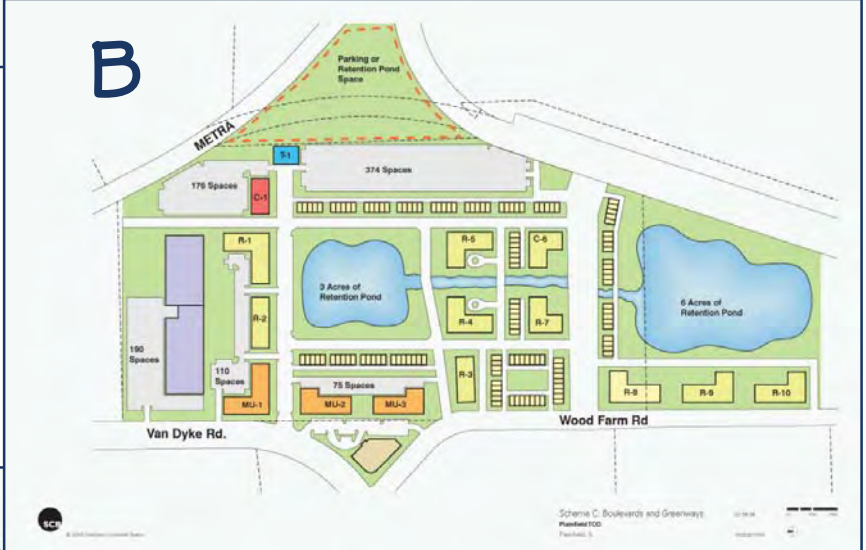 B
Parking or
Retention Pond
Space
METRA
T-1
374 Spaces
176 Spaces
C-1
R-1
R-5
C-6
3 Acres of
Retention Pond
6 Acres of
Retention Pond
R-2
R-4
R-7
190
Spaces
110
Spaces
75 Spaces
R-3
MU-1
MU-2
MU-3
R-8
R-9
R-10
Van Dyke Rd.
Wood Farm Rd
SCB
Scheme C: Boulevards and Greenways
Plainfield TOD
Plainfield, IL